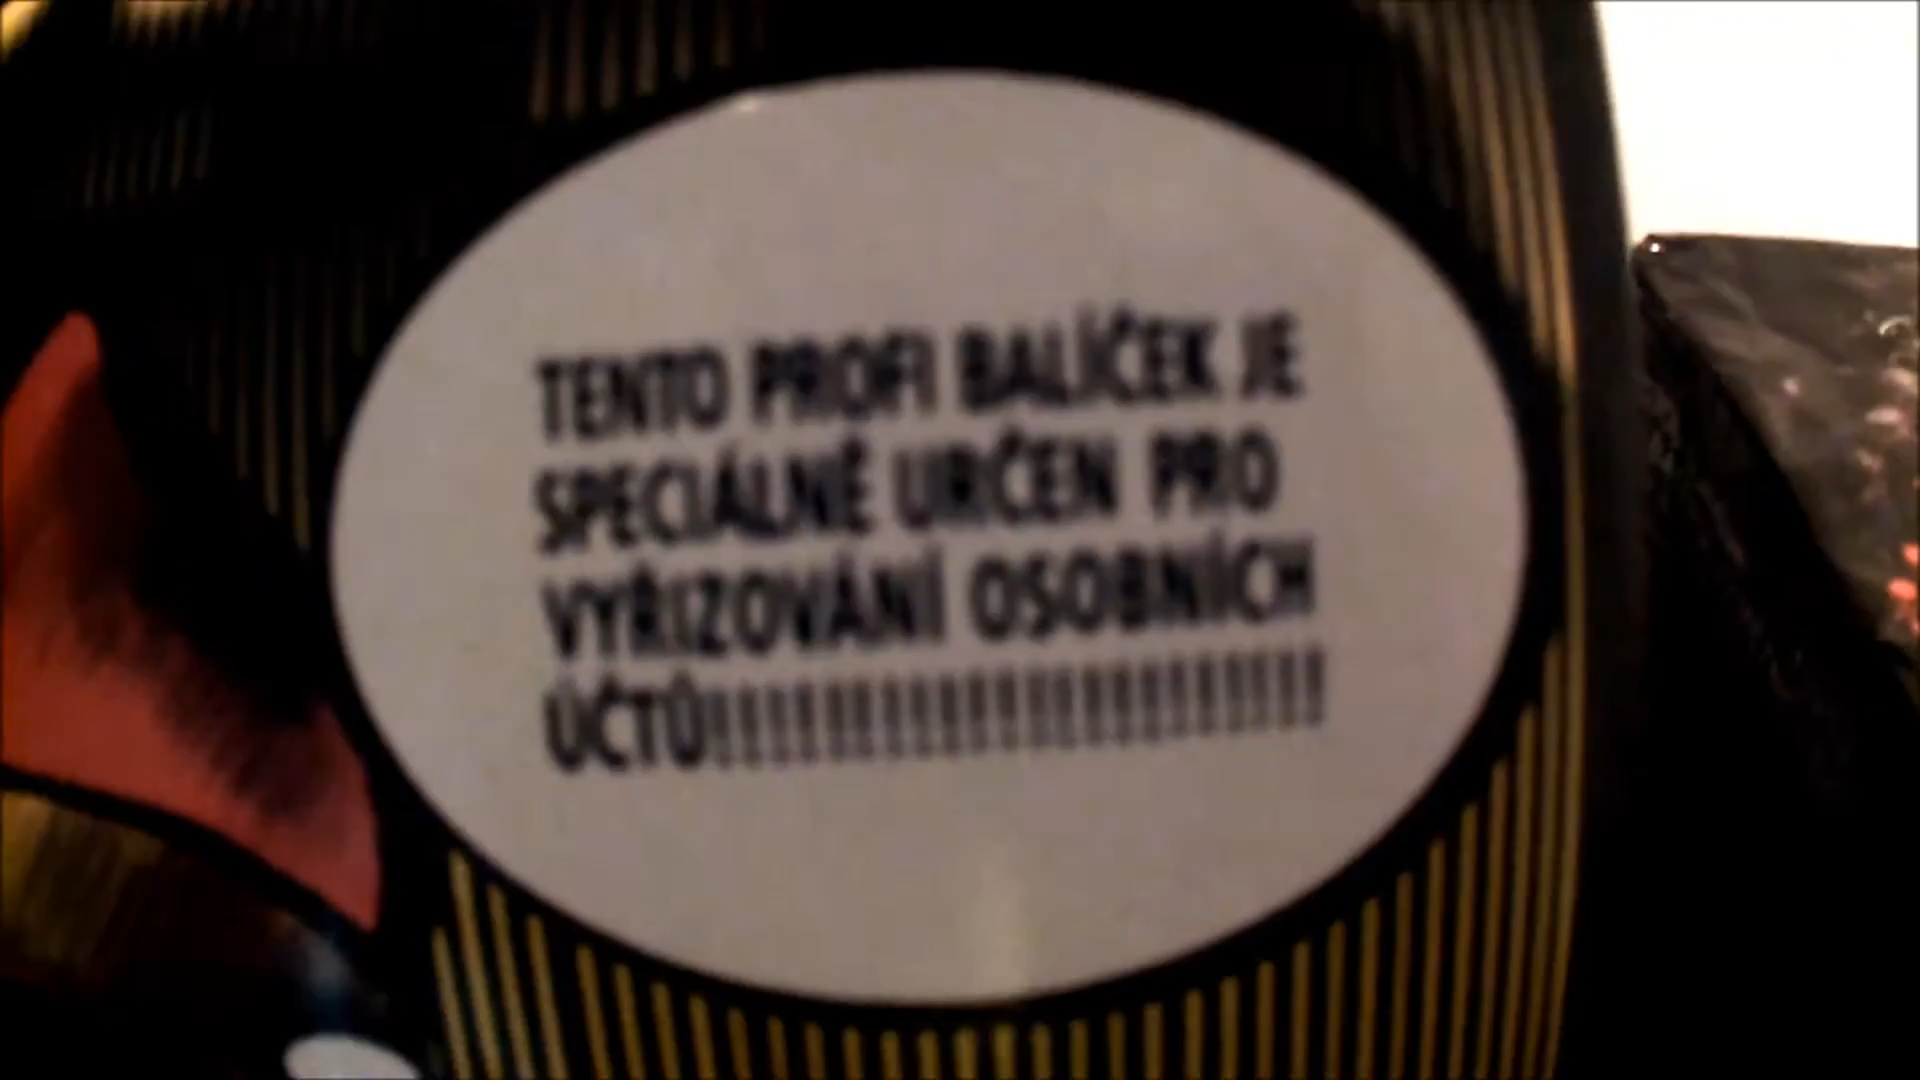 TENTO PROFI BALÍČEK JE
SPECIÁLNĚ URČEN PRO
VYŘIZOVÁNÍ OSOBNÍCH
ÚČTŮ!!!!!!!!!!!!!!!!!!!!!!